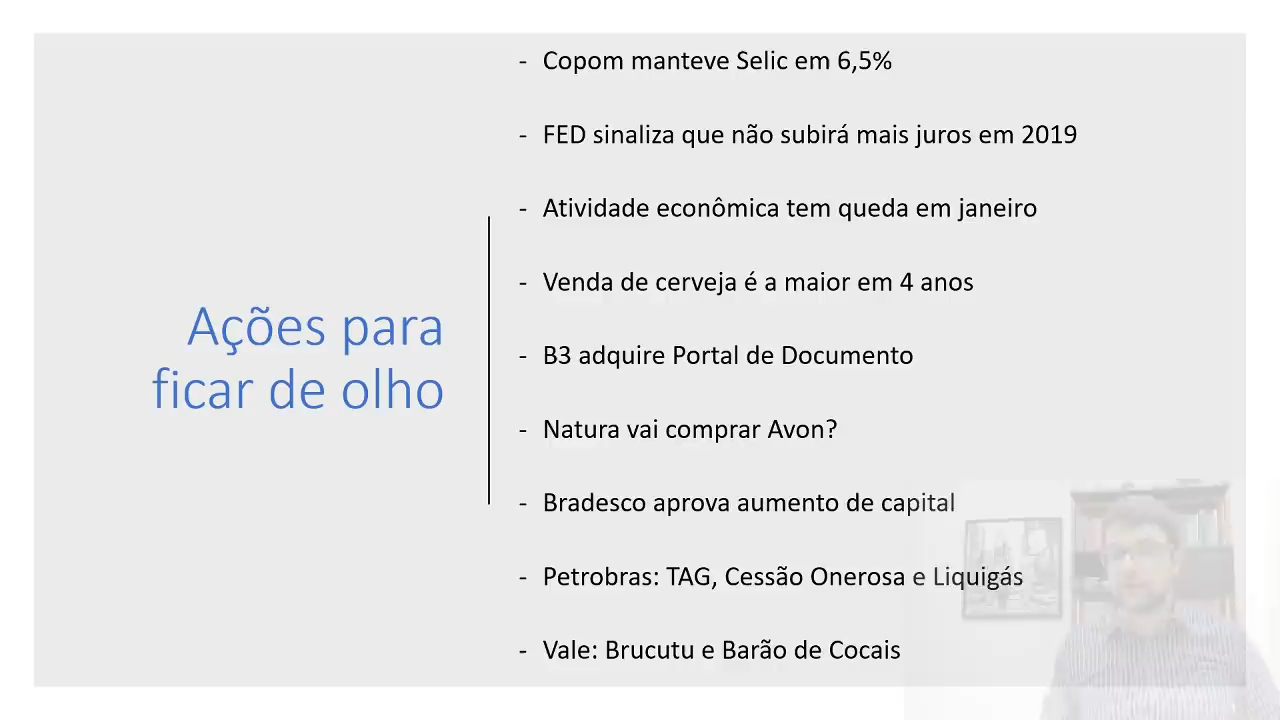 Ações para
ficar de olho
- Copom manteve Selic em 6,5%
- FED sinaliza que não subirá mais juros em 2019
- Atividade econômica tem queda em janeiro
- Venda de cerveja é a maior em 4 anos
- B3 adquire Portal de Documento
- Natura vai comprar Avon?
- Bradesco aprova aumento de capital
- Petrobras: TAG, Cessão Onerosa e Liquigás
- Vale: Brucutu e Barão de Cocais